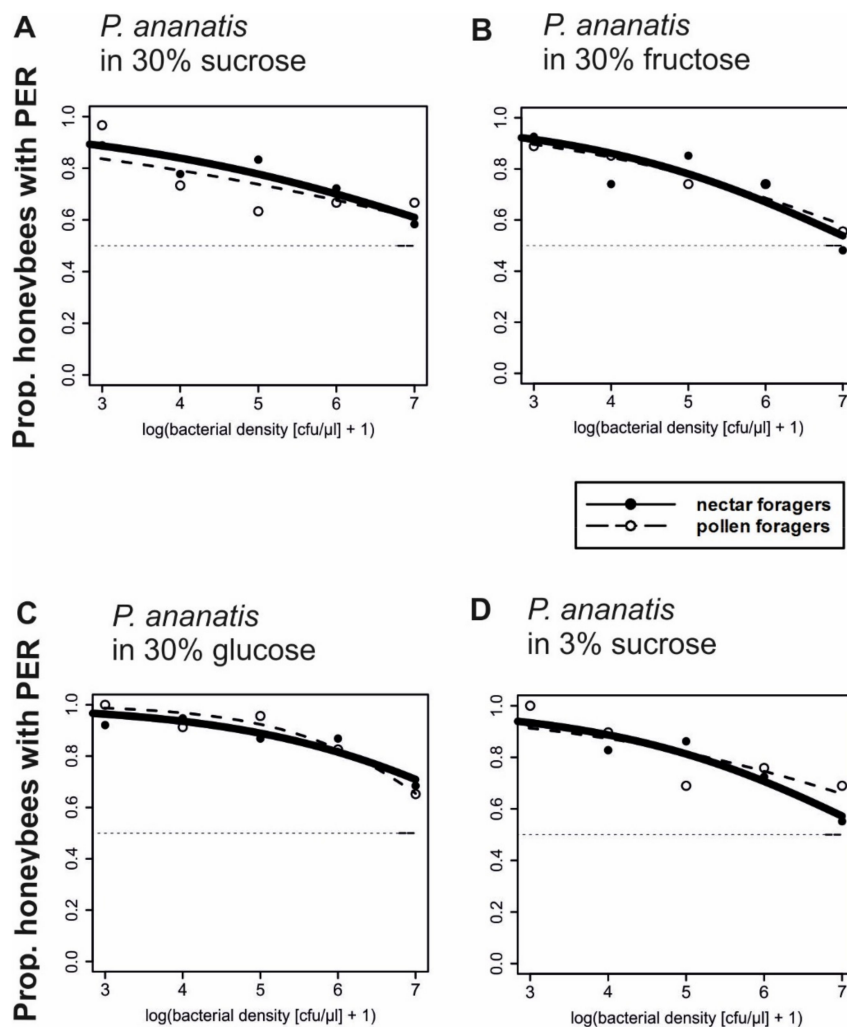 A
P. ananatis
in 30% sucrose
Prop. honeybees with PER
1.0
0.8
0.6
0.4
0.2
0.0
3 4 5 6 7
log(bacterial density [cfu/µl] + 1)
B
P. ananatis
in 30% fructose
1.0
0.8
0.6
0.4
0.2
0.0
3 4 5 6 7
log(bacterial density [cfu/µl] + 1)
nectar foragers
pollen foragers
C
P. ananatis
in 30% glucose
Prop. honeybees with PER
1.0
0.8
0.6
0.4
0.2
0.0
3 4 5 6 7
log(bacterial density [cfu/µl] + 1)
D
P. ananatis
in 3% sucrose
1.0
0.8
0.6
0.4
0.2
0.0
3 4 5 6 7
log(bacterial density [cfu/µl] + 1)